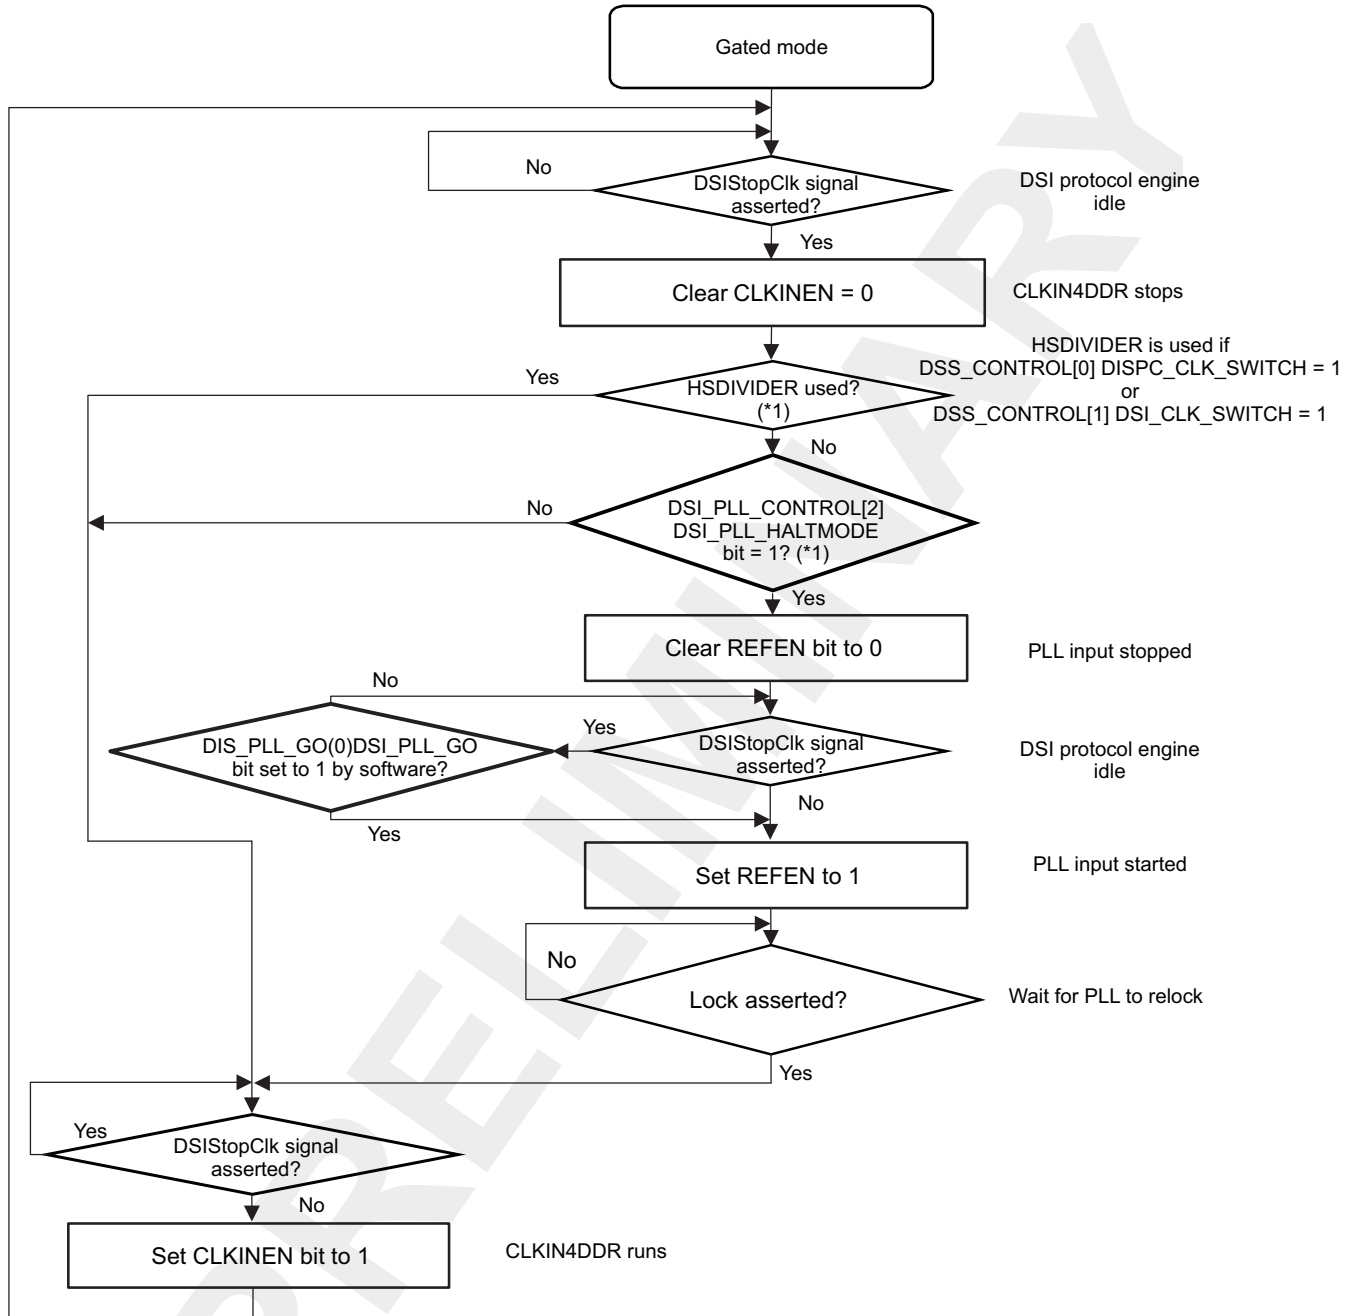 Gated mode
No
DSIStopClk signal
asserted?
DSI protocol engine
idle
Yes
Clear CLKINEN = 0
CLKIN4DDR stops
HSDIVIDER is used if
DSS_CONTROL[0] DISPC_CLK_SWITCH = 1
or
DSS_CONTROL[1] DSI_CLK_SWITCH = 1
Yes
HSDIVIDER used?
(*1)
No
No
DSI_PLL_CONTROL[2]
DSI_PLL_HALTMODE
bit = 1? (*1)
Yes
Clear REFEN bit to 0
PLL input stopped
No
DIS_PLL_GO(0)DSI_PLL_GO
bit set to 1 by software?
Yes
DSIStopClk signal
asserted?
DSI protocol engine
idle
No
Yes
Set REFEN to 1
PLL input started
No
Lock asserted?
Wait for PLL to relock
Yes
Yes
DSIStopClk signal
asserted?
No
Set CLKINEN bit to 1
CLKIN4DDR runs
PRELIMINARY